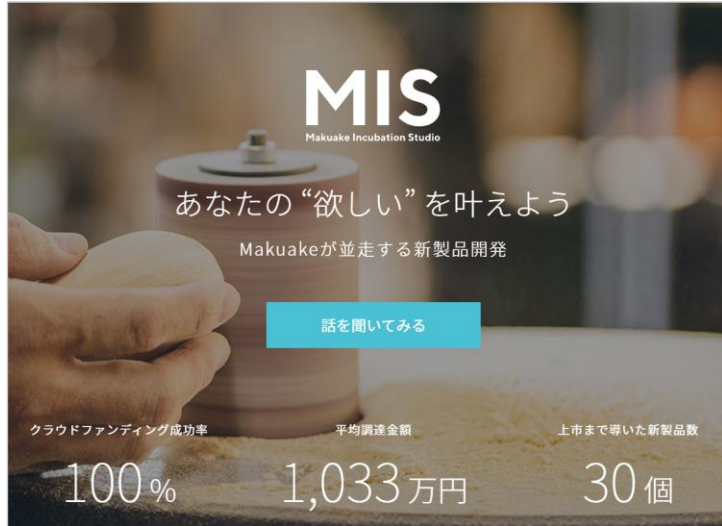 MIS
Makuake Incubation Studio
あなたの“欲しい”を叶えよう
Makuakeが並走する新製品開発
話を聞いてみる
クラウドファンディング成功率
平均調達金額
上市まで導いた新製品数
100%
1,033万円
30個